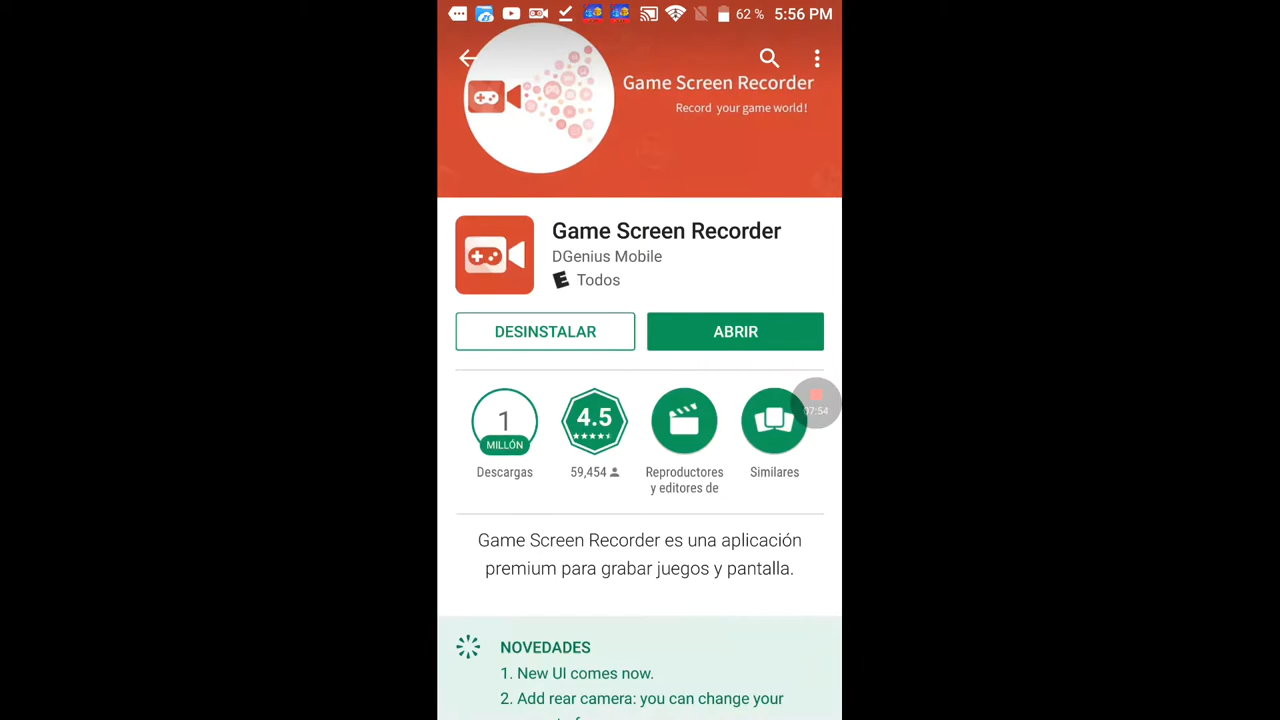 62 % 5:56 PM
Game Screen Recorder
Record your game world!
Game Screen Recorder
DGenius Mobile
E Todos
DESINSTALAR ABRIR
1 MILLÓN
4.5
07:54
Descargas
59,454
Reproductores y editores de
Similares
Game Screen Recorder es una aplicación
premium para grabar juegos y pantalla.
NOVEDADES
1. New UI comes now.
2. Add rear camera: you can change your